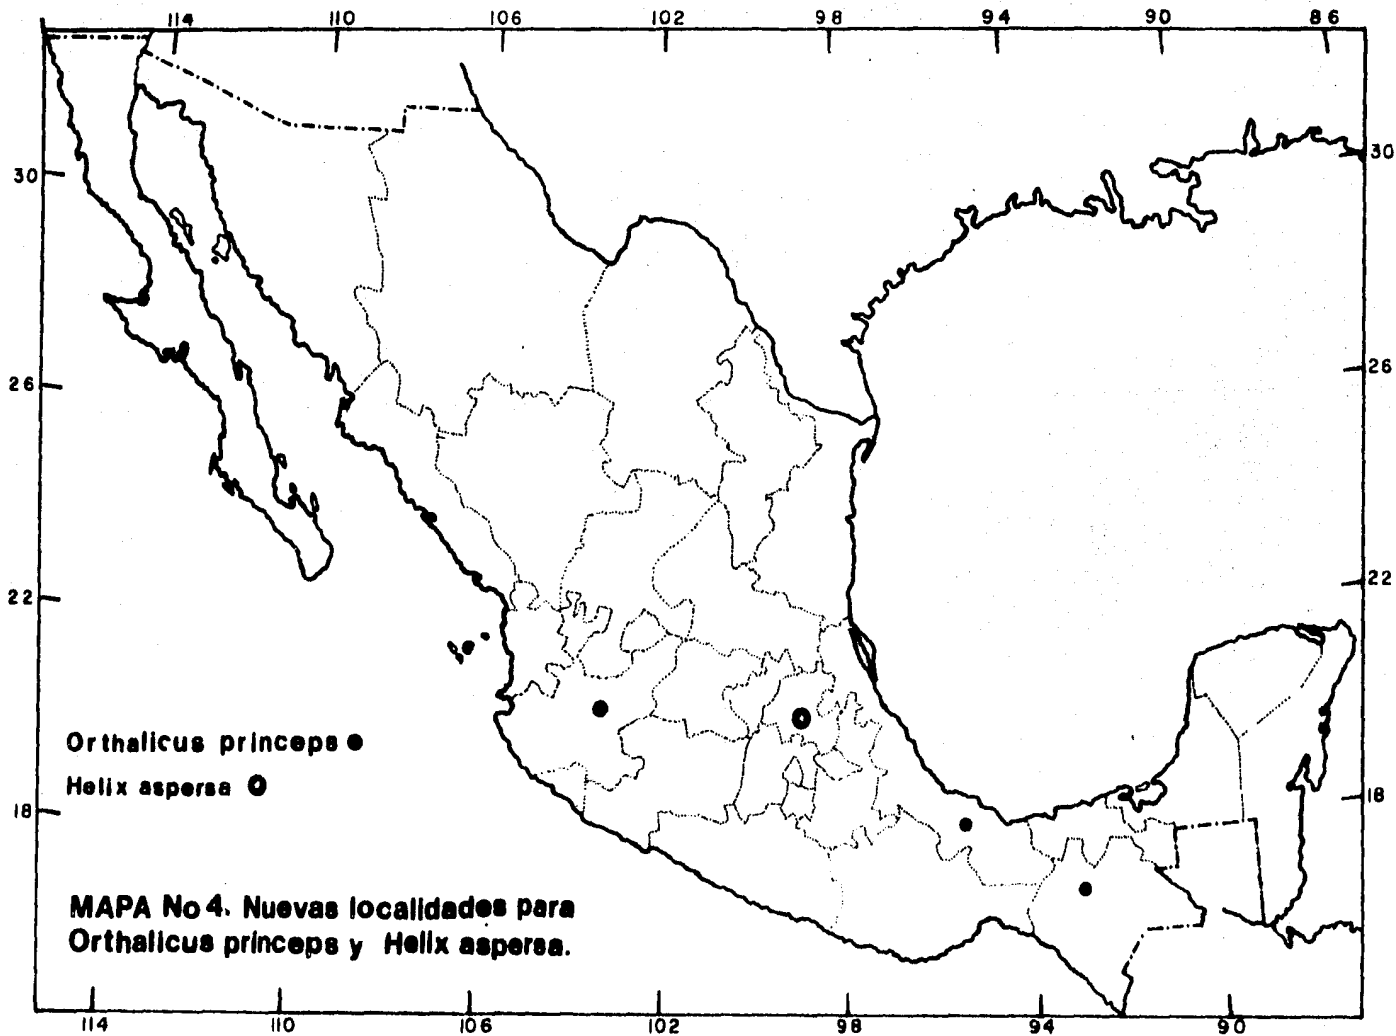 114 110 106 102 98 94 90 86
30 30
26 26
22 22
Orthalicus princeps
Helix aspersa
18 18
MAPA No 4. Nuevas localidades para
Orthalicus princeps y Helix aspersa.
114 110 106 102 98 94 90